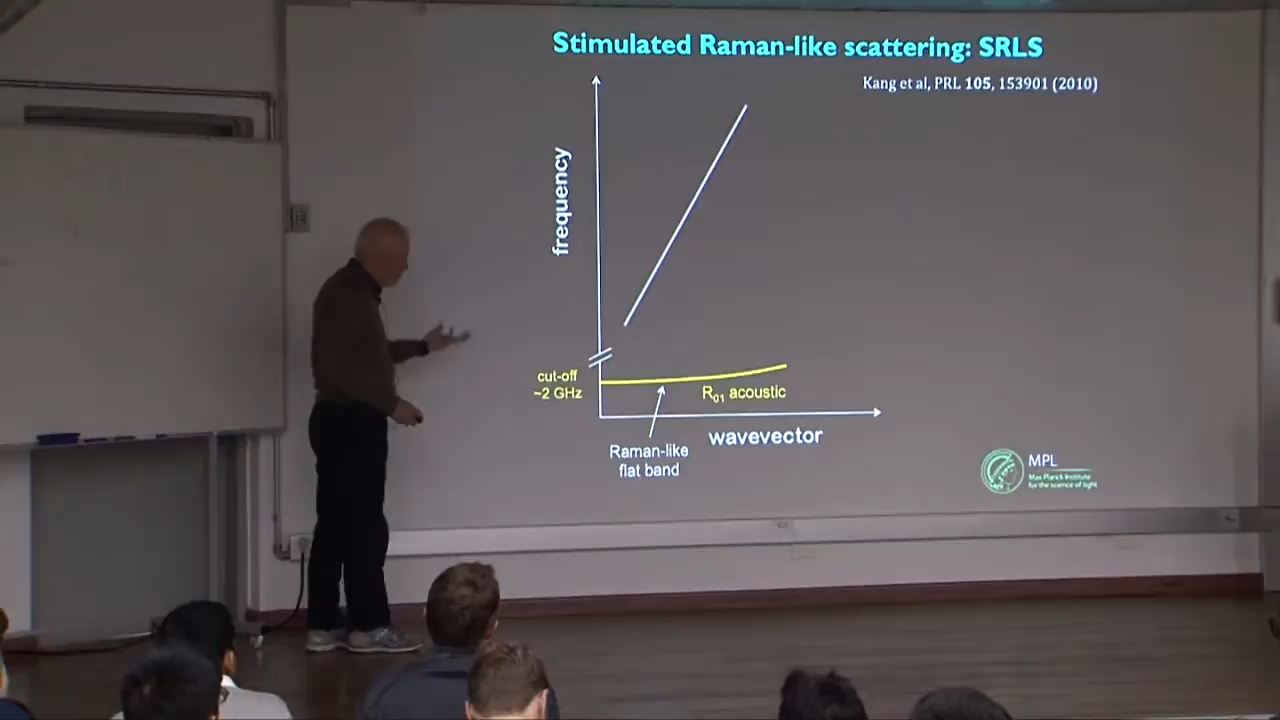 Stimulated Raman-like scattering: SRLS
Kang et al, PRL 105, 153901 (2010)
frequency
cut-off
~2 GHz
R₀₁ acoustic
wavevector
Raman-like
flat band
MPL
Max Planck Institute
for the science of light